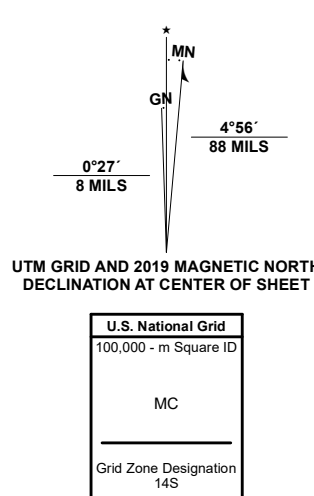 ★
MN
GN
4°56´
88 MILS
0°27´
8 MILS
UTM GRID AND 2019 MAGNETIC NORTH
DECLINATION AT CENTER OF SHEET
U.S. National Grid
100,000 - m Square ID
MC
Grid Zone Designation
14S